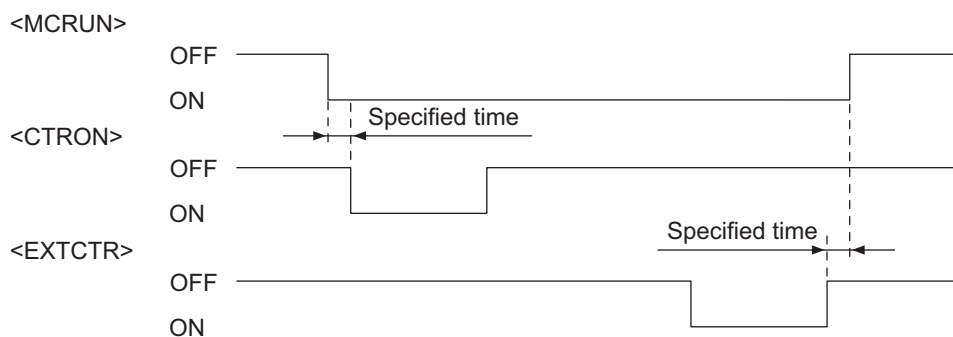 <MCRUN>
OFF
ON
Specified time
<CTRON>
OFF
ON
Specified time
<EXTCTR>
OFF
ON